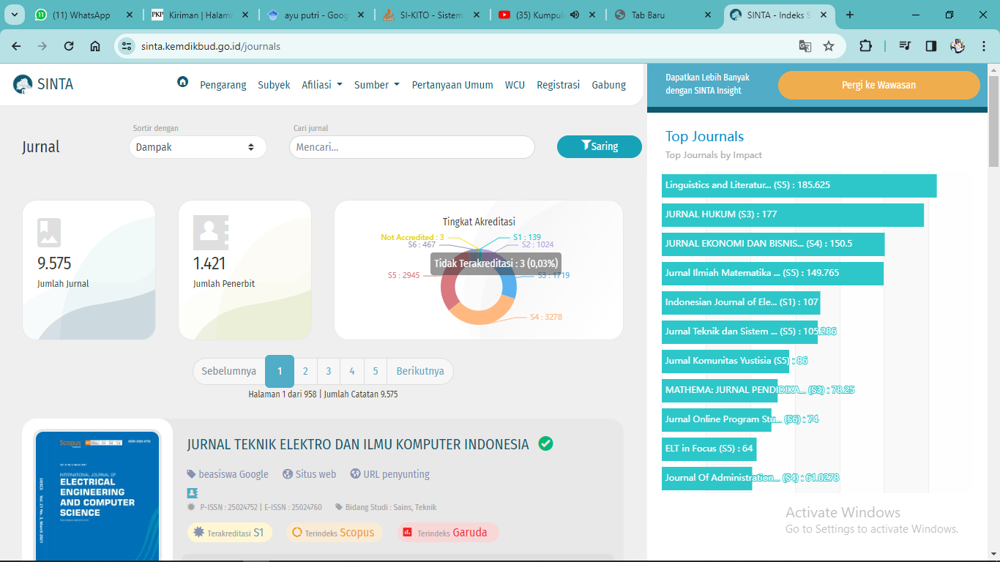 (11) WhatsApp
Kiriman | Halama
ayu putri - Goog
SI-KITO - Sistem
(35) Kumpul
Tab Baru
SINTA - Indeks S
sinta.kemdikbud.go.id/journals
SINTA
Pengarang Subyek Afiliasi Sumber Pertanyaan Umum WCU Registrasi Gabung
Dapatkan Lebih Banyak
dengan SINTA Insight
Pergi ke Wawasan
Jurnal
Sortir dengan
Dampak
Cari jurnal
Mencari...
Saring
9.575
Jumlah Jurnal
1.421
Jumlah Penerbit
Tingkat Akreditasi
Not Accredited : 3
S1 : 139
S6 : 467
S2 : 1024
Tidak Terakreditasi : 3 (0,03%)
S5 : 2945
S3 : 1719
S4 : 3278
Sebelumnya 1 2 3 4 5 Berikutnya
Halaman 1 dari 958 | Jumlah Catatan 9.575
Scopus
ISSN 2502-4752
Vol. 21 No. 3, March 2021
INTERNATIONAL JOURNAL OF
ELECTRICAL
ENGINEERING
AND COMPUTER
SCIENCE
IJEECS Vol. 21 No. 3, March 2021
JURNAL TEKNIK ELEKTRO DAN ILMU KOMPUTER INDONESIA
beasiswa Google Situs web URL penyunting
P-ISSN : 25024752 | E-ISSN : 25024760 Bidang Studi : Sains, Teknik
Terakreditasi S1 Terindeks Scopus Terindeks Garuda
Top Journals
Top Journals by Impact
Linguistics and Literatur... (S5) : 185.625
JURNAL HUKUM (S3) : 177
JURNAL EKONOMI DAN BISNIS... (S4) : 150.5
Jurnal Ilmiah Matematika ... (S5) : 149.765
Indonesian Journal of Ele... (S1) : 107
Jurnal Teknik dan Sistem ... (S5) : 105.286
Jurnal Komunitas Yustisia (S5) : 86
MATHEMA: JURNAL PENDIDIKA... (S3) : 78.25
Jurnal Online Program Stu... (S6) : 74
ELT in Focus (S5) : 64
Journal Of Administration... (S4) : 61.0278
Activate Windows
Go to Settings to activate Windows.